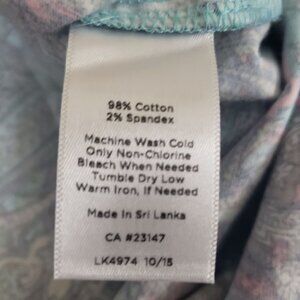 98% Cotton
2% Spandex
Machine Wash Cold
Only Non-Chlorine
Bleach When Needed
Tumble Dry Low
Warm Iron, If Needed
Made In Sri Lanka
CA #23147
LK4974 10/15